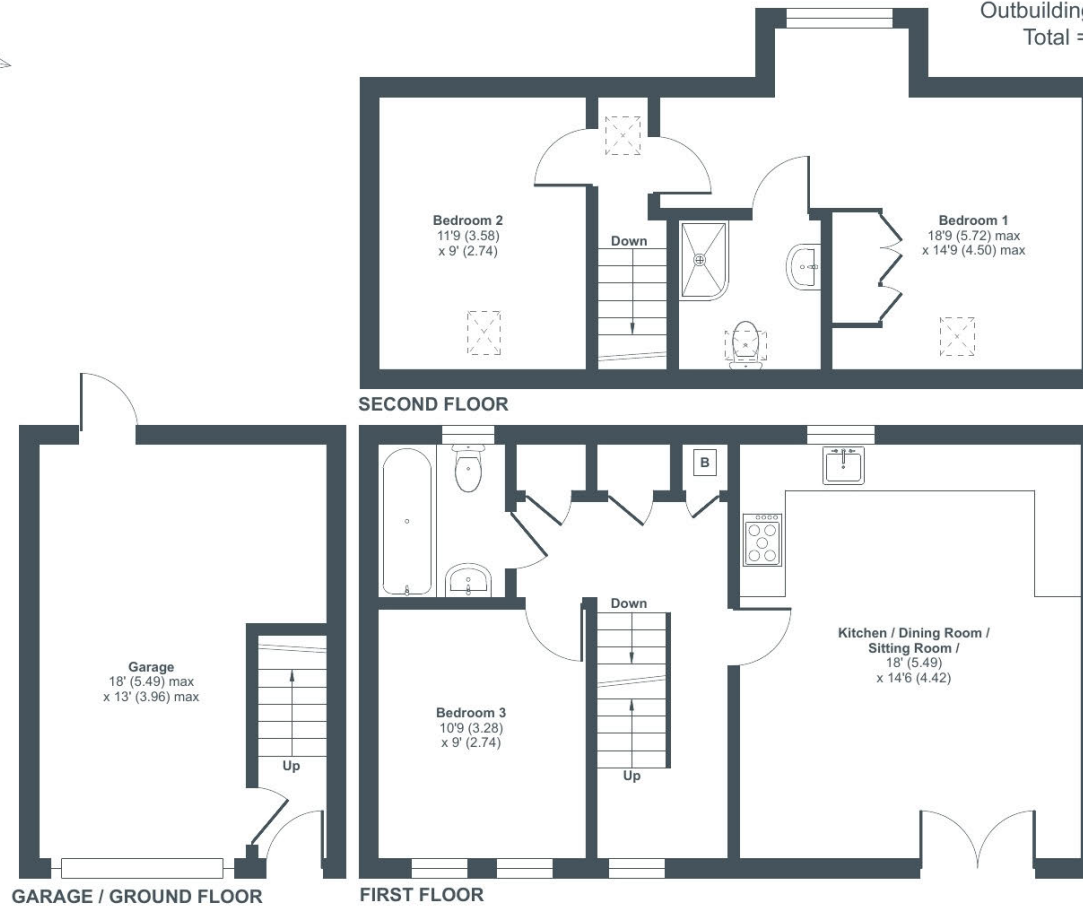 Outbuilding
Total =
Bedroom 2
11'9 (3.58)
x 9' (2.74)
Down
Bedroom 1
18'9 (5.72) max
x 14'9 (4.50) max
SECOND FLOOR
B
Down
Kitchen / Dining Room /
Sitting Room /
18' (5.49)
x 14'6 (4.42)
Garage
18' (5.49) max
x 13' (3.96) max
Bedroom 3
10'9 (3.28)
x 9' (2.74)
Up
Up
GARAGE / GROUND FLOOR
FIRST FLOOR